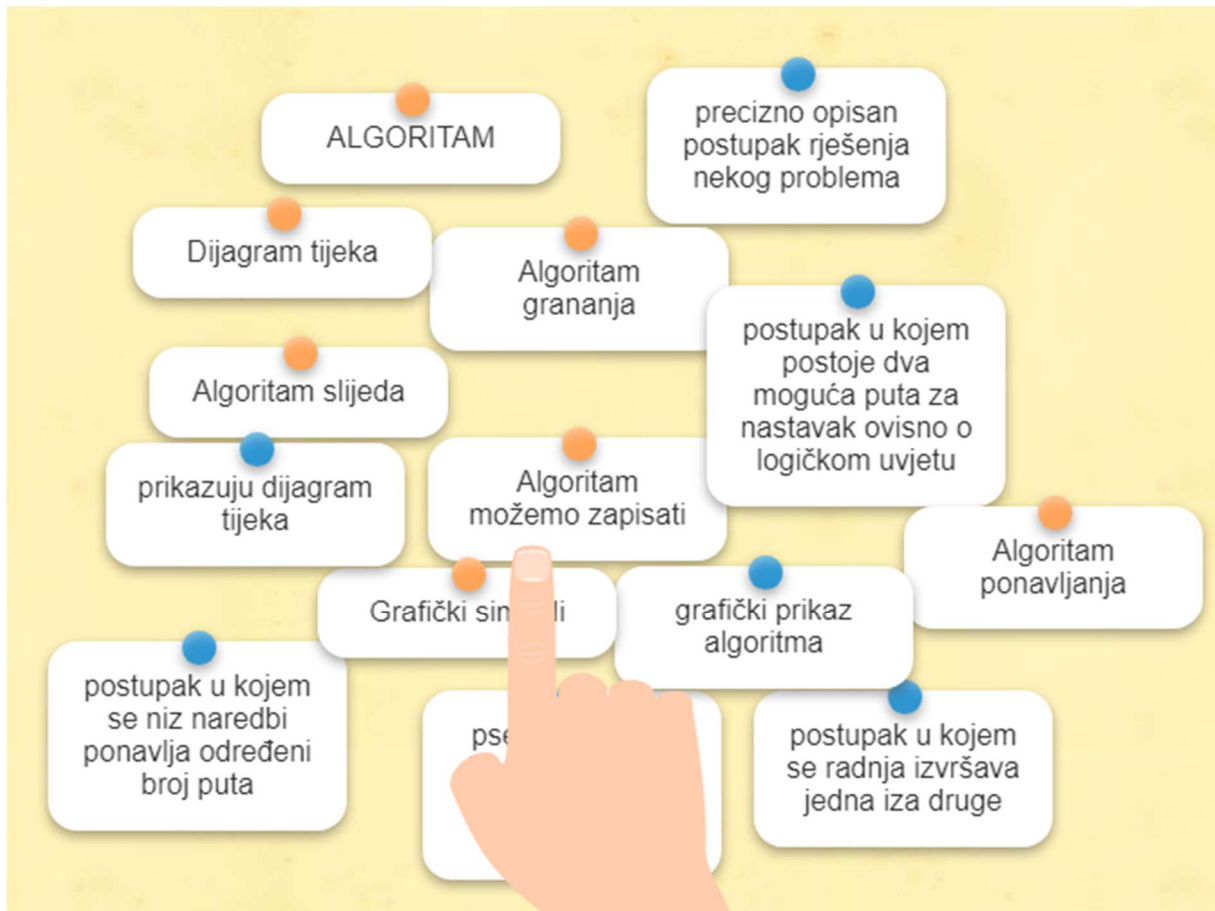 ALGORITAM
precizno opisan
postupak rješenja
nekog problema
Dijagram tijeka
Algoritam
grananja
postupak u kojem
postoje dva
moguća puta za
nastavak ovisno o
logičkom uvjetu
Algoritam slijeda
prikazuju dijagram
tijeka
Algoritam
možemo zapisati
Algoritam
ponavljanja
Grafički
grafički prikaz
algoritma
postupak u kojem
se niz naredbi
ponavlja određeni
broj puta
postupak u kojem
se radnja izvršava
jedna iza druge